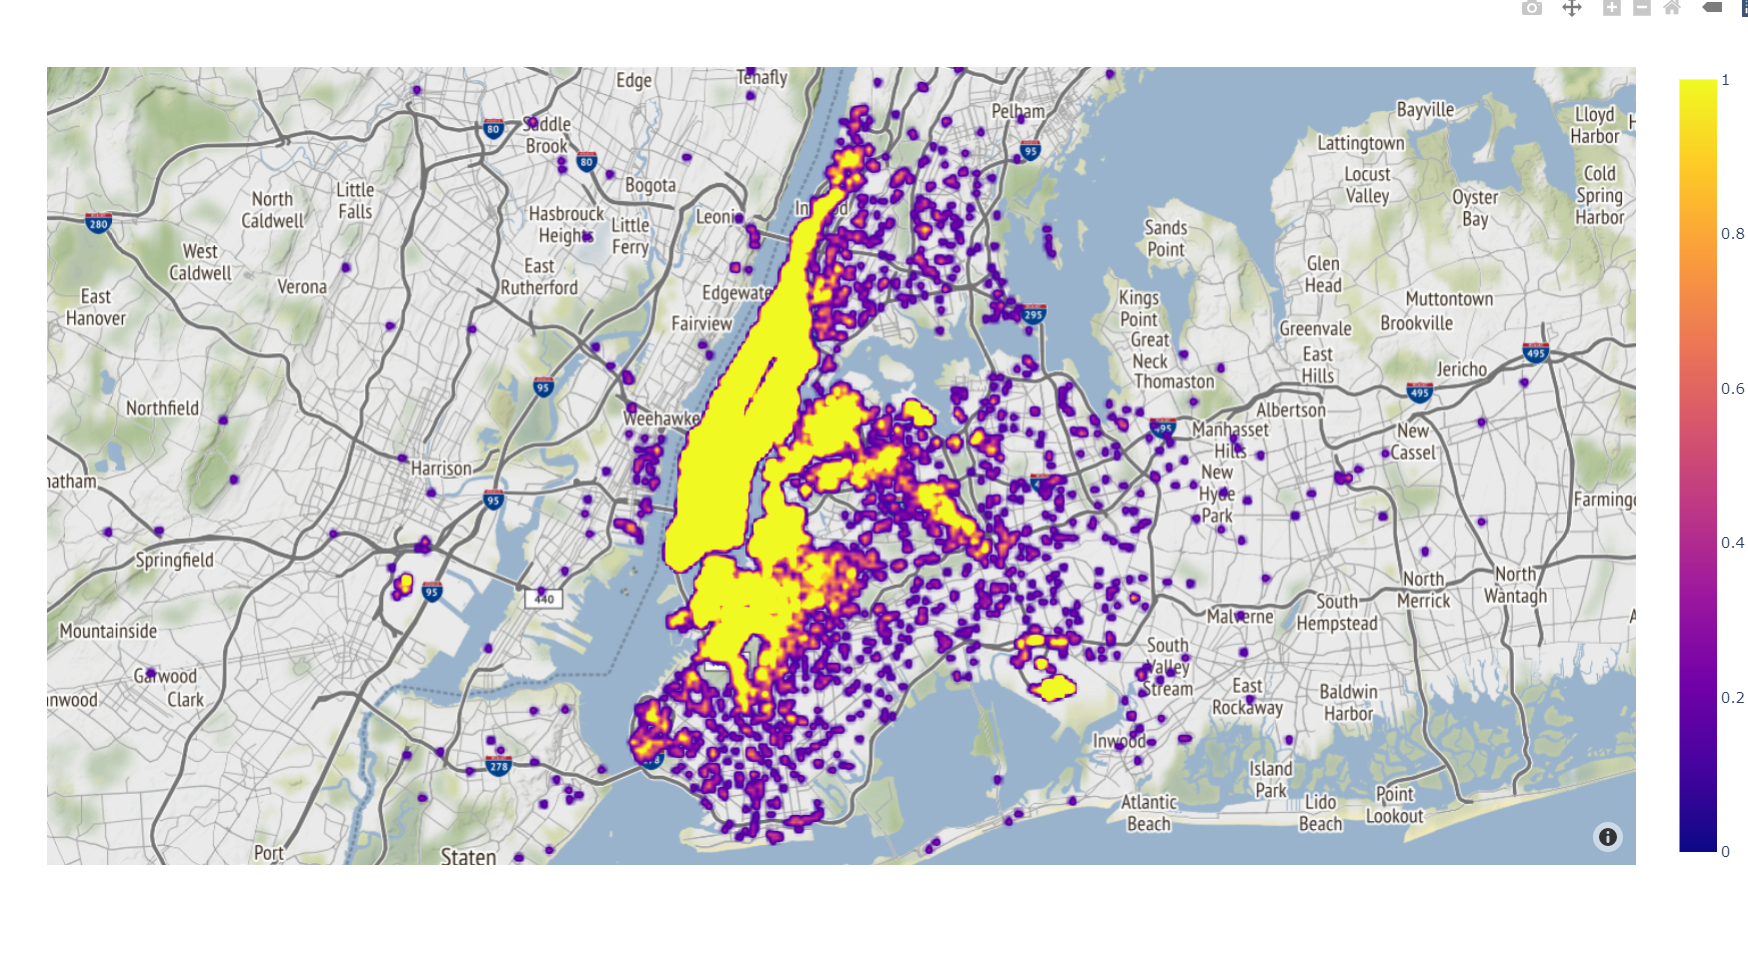 Edge
Tenafly
Pelham
Bayville
Lloyd
Harbor
H
80
Saddle
Brook
80
95
Lattingtown
Locust
Valley
Cold
Spring
Harbor
Oyster
Bay
Little
Falls
North
Caldwell
Bogota
Hasbrouck
Heights
Little
Ferry
Leoni
In
d
280
Sands
Point
West
Caldwell
East
Rutherford
Verona
Glen
Head
East
Hanover
Edgewate
Fairview
295
Kings
Point
Great
Neck
Thomaston
Muttontown
Brookville
Greenvale
East
Hills
Jericho
495
495
95
Northfield
Weehawke
Albertson
95
Manhasset
Hills
New
Hyde
Park
New
Cassel
Harrison
natham
4
95
Farmingd
Springfield
95
440
North
Merrick
North
Wantagh
South
Hempstead
Malverne
A
Mountainside
South
Valley
Stream
Garwood
Clark
nwood
East
Rockaway
Baldwin
Harbor
Inwood
278
78
Island
Park
Atlantic
Beach
Lido
Beach
Point
Lookout
Port
Staten
1
0.8
0.6
0.4
0.2
0